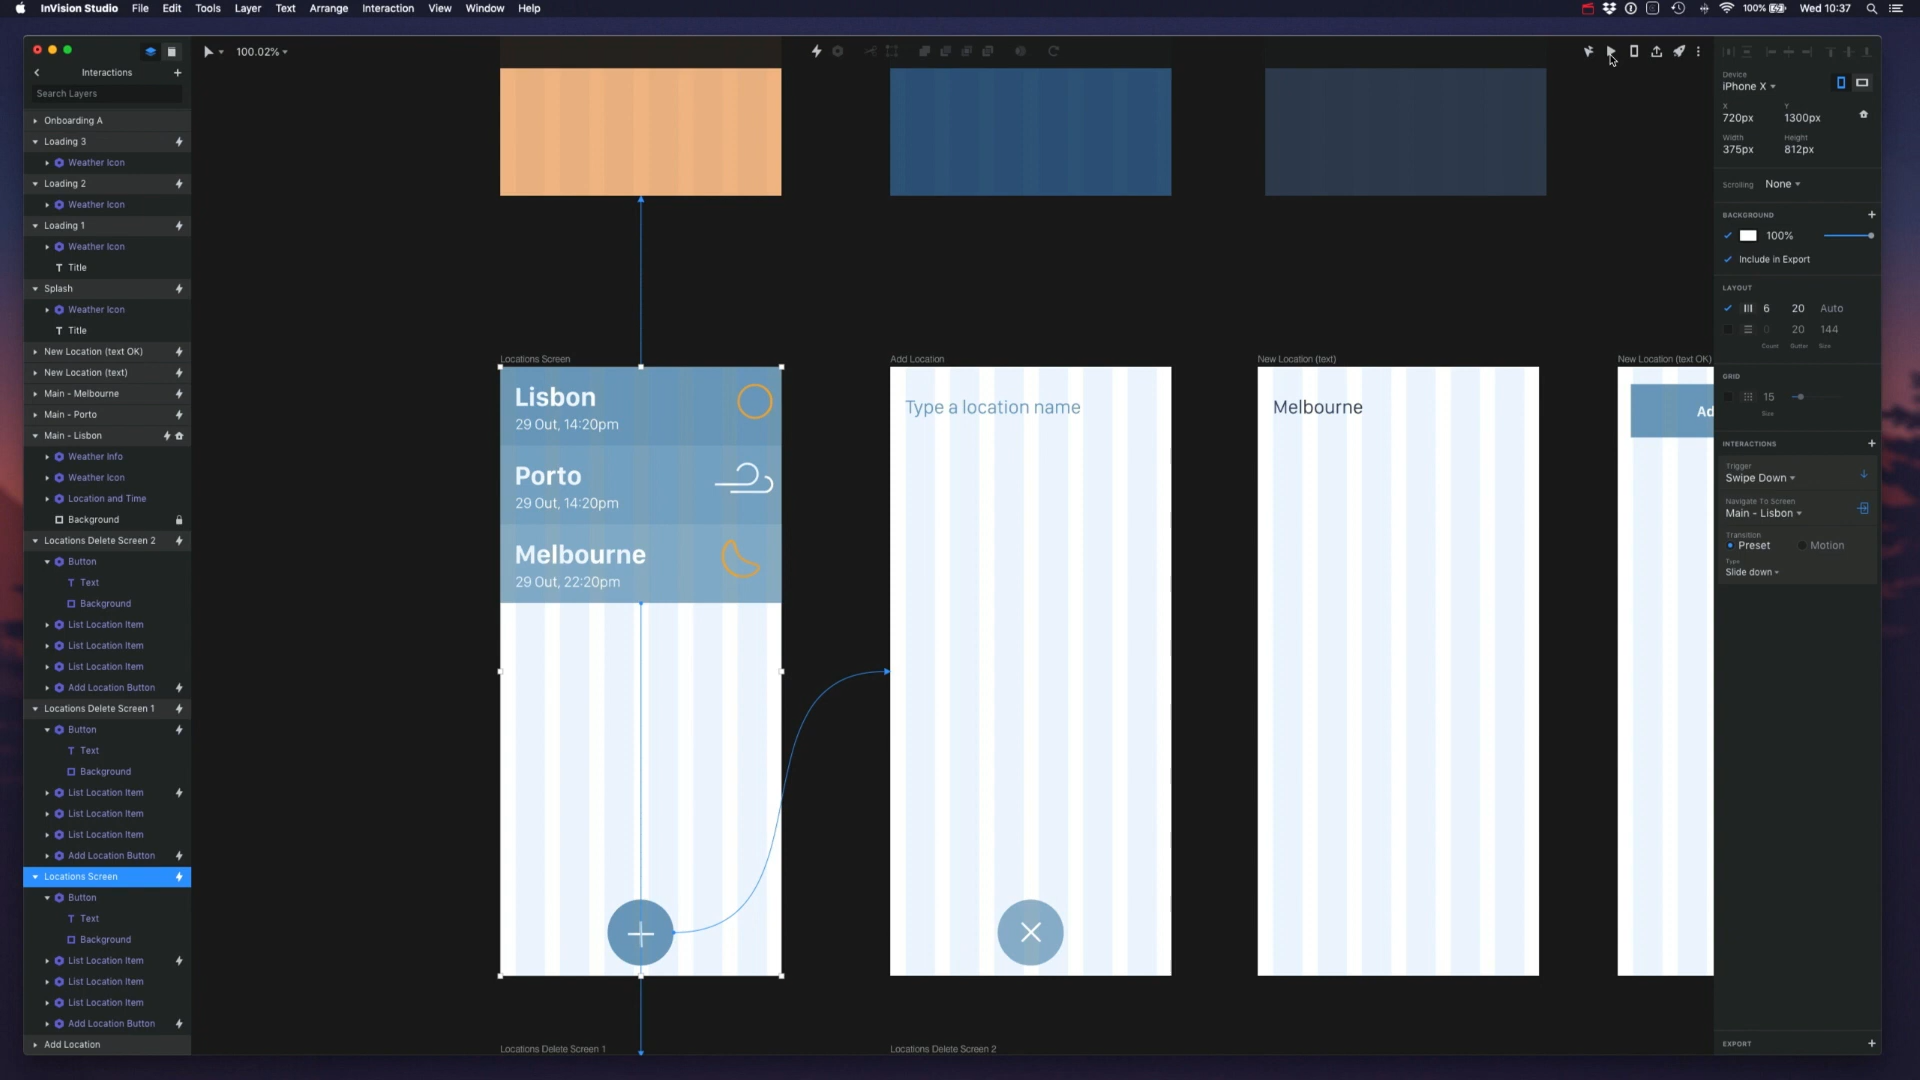 InVision Studio File Edit Tools Layer Text Arrange Interaction View Window Help
100% Wed 10:37
100.02%
Interactions
Search Layers
Onboarding A
Loading 3
Weather Icon
Loading 2
Weather Icon
Loading 1
Weather Icon
T Title
Splash
Weather Icon
T Title
New Location (text OK)
New Location (text)
Main - Melbourne
Main - Porto
Main - Lisbon
Weather Info
Weather Icon
Location and Time
Background
Locations Delete Screen 2
Button
T Text
Background
List Location Item
List Location Item
List Location Item
Add Location Button
Locations Delete Screen 1
Button
T Text
Background
List Location Item
List Location Item
List Location Item
Add Location Button
Locations Screen
Button
T Text
Background
List Location Item
List Location Item
List Location Item
Add Location Button
Add Location
Locations Screen
Lisbon
29 Out, 14:20pm
Porto
29 Out, 14:20pm
Melbourne
29 Out, 22:20pm
Add Location
Type a location name
New Location (text)
Melbourne
New Location (text OK)
Ad
Locations Delete Screen 1
Locations Delete Screen 2
Device
iPhone X
X Y
720px 1300px
Width Height
375px 812px
Scrolling None
BACKGROUND
100%
Include in Export
LAYOUT
6 20 Auto
0 20 144
Count Gutter Size
GRID
15
Size
INTERACTIONS
Trigger
Swipe Down
Navigate To Screen
Main - Lisbon
Transition
Preset Motion
Type
Slide down
EXPORT